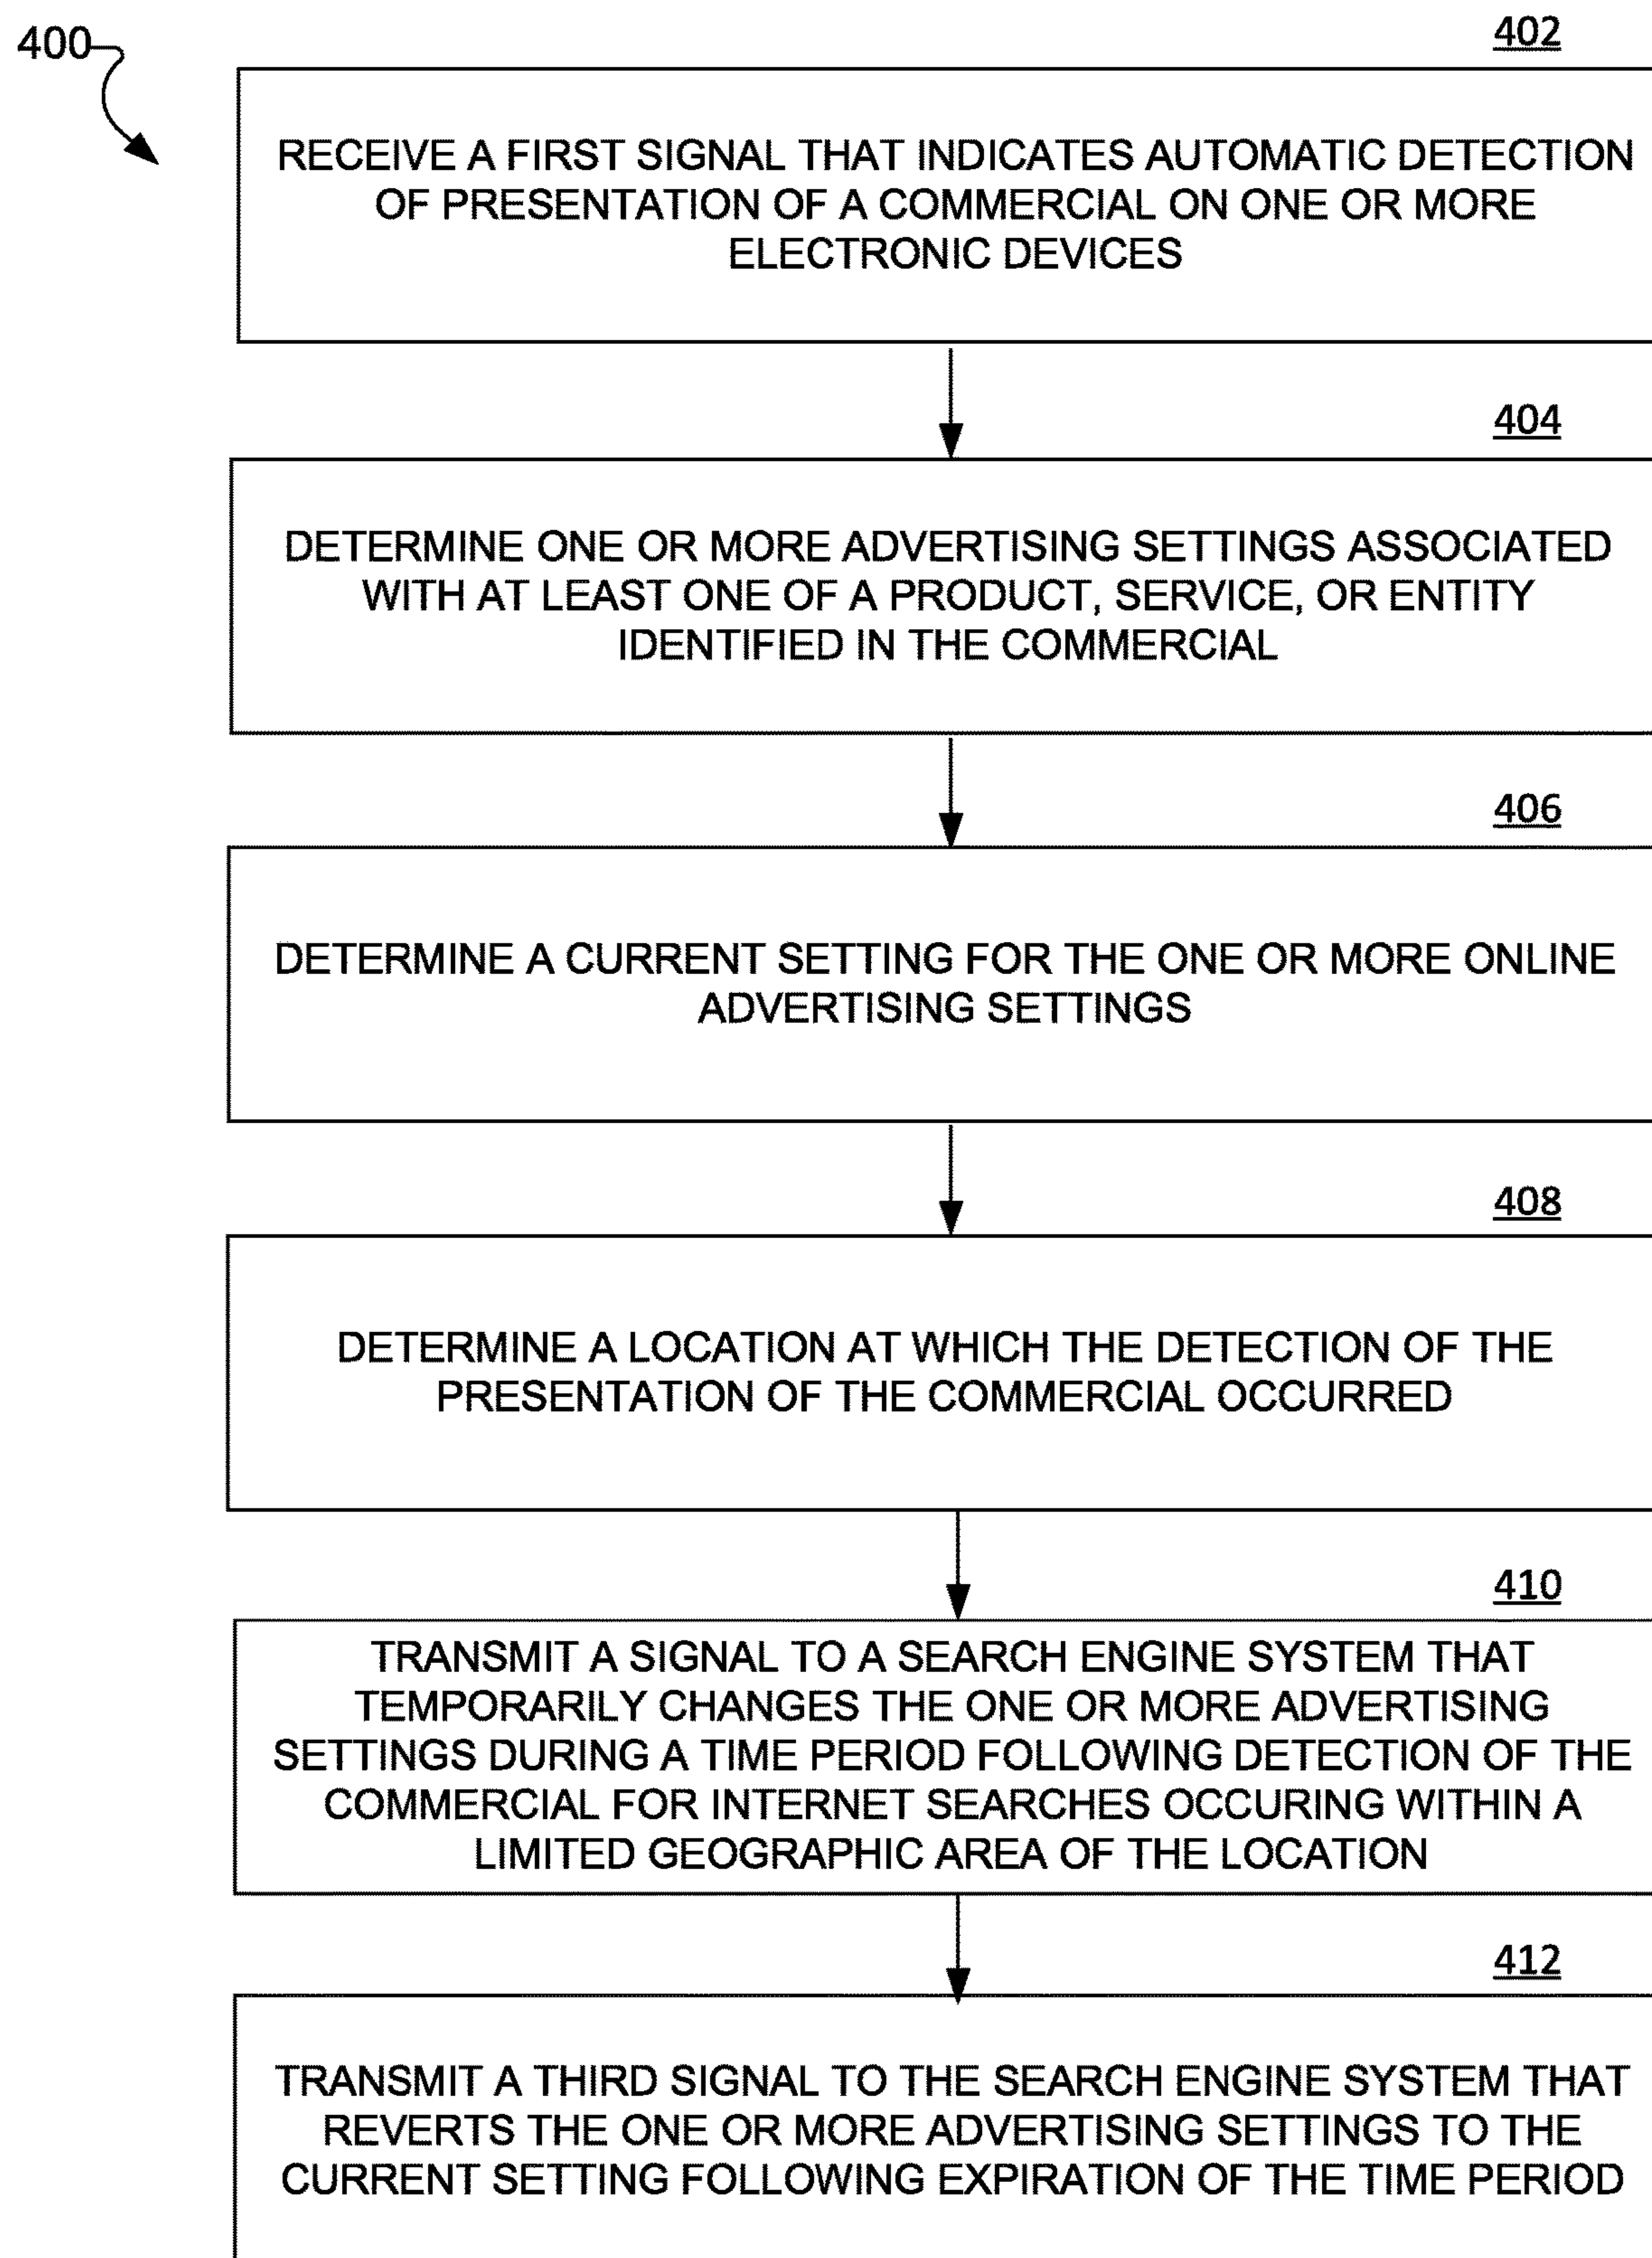 400
402
RECEIVE A FIRST SIGNAL THAT INDICATES AUTOMATIC DETECTION
OF PRESENTATION OF A COMMERCIAL ON ONE OR MORE
ELECTRONIC DEVICES
404
DETERMINE ONE OR MORE ADVERTISING SETTINGS ASSOCIATED
WITH AT LEAST ONE OF A PRODUCT, SERVICE, OR ENTITY
IDENTIFIED IN THE COMMERCIAL
406
DETERMINE A CURRENT SETTING FOR THE ONE OR MORE ONLINE
ADVERTISING SETTINGS
408
DETERMINE A LOCATION AT WHICH THE DETECTION OF THE
PRESENTATION OF THE COMMERCIAL OCCURRED
410
TRANSMIT A SIGNAL TO A SEARCH ENGINE SYSTEM THAT
TEMPORARILY CHANGES THE ONE OR MORE ADVERTISING
SETTINGS DURING A TIME PERIOD FOLLOWING DETECTION OF THE
COMMERCIAL FOR INTERNET SEARCHES OCCURING WITHIN A
LIMITED GEOGRAPHIC AREA OF THE LOCATION
412
TRANSMIT A THIRD SIGNAL TO THE SEARCH ENGINE SYSTEM THAT
REVERTS THE ONE OR MORE ADVERTISING SETTINGS TO THE
CURRENT SETTING FOLLOWING EXPIRATION OF THE TIME PERIOD